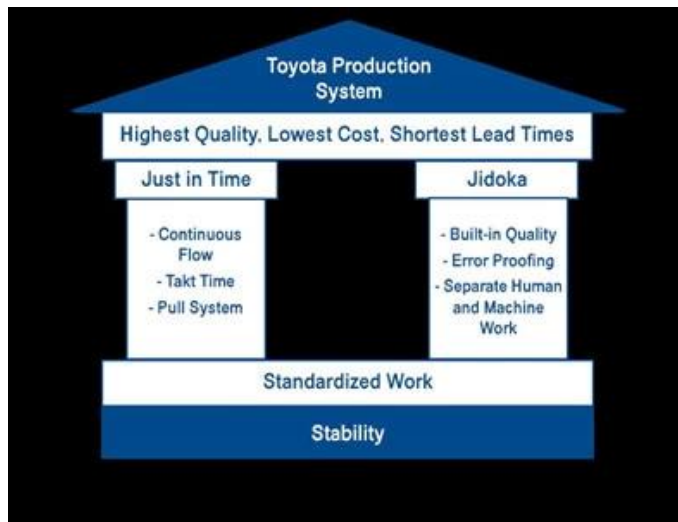 Toyota Production
System
Highest Quality, Lowest Cost, Shortest Lead Times
Just in Time
- Continuous
Flow
- Takt Time
- Pull System
Jidoka
- Built-in Quality
- Error Proofing
- Separate Human
and Machine
Work
Standardized Work
Stability